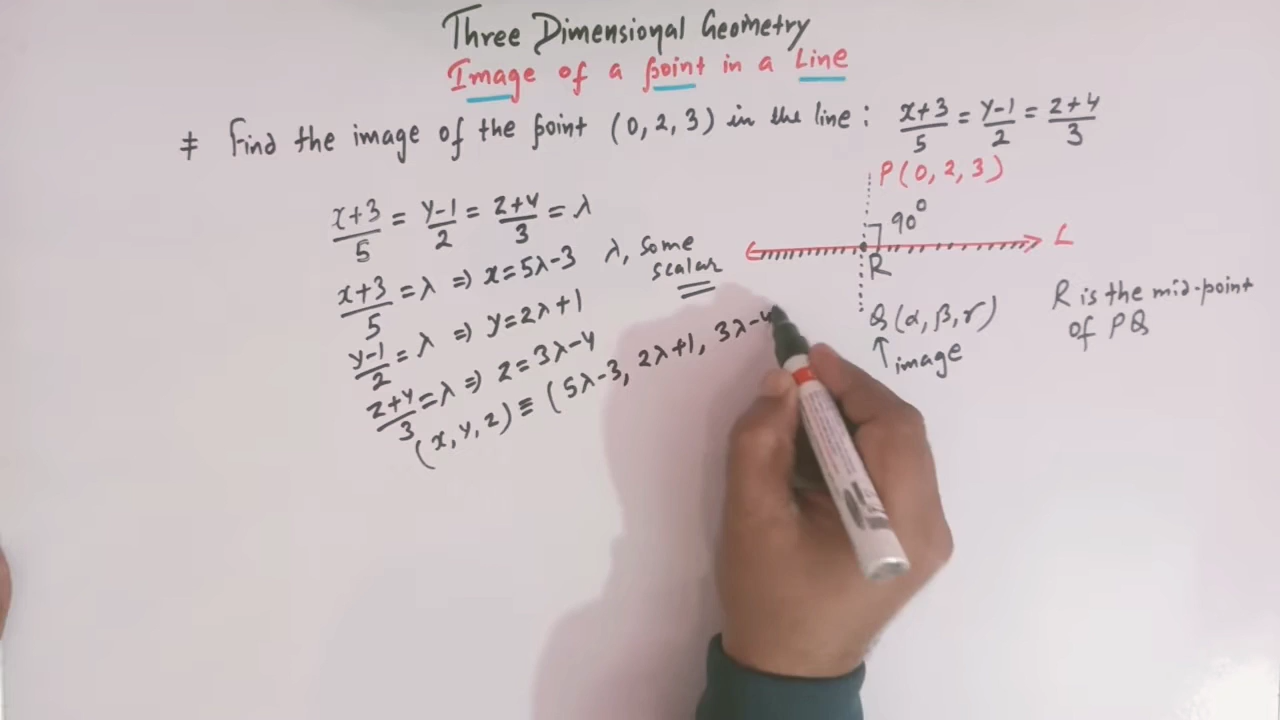 Three Dimensional Geometry
Image of a point in a Line
# Find the image of the point (0, 2, 3) in the line: (x+3)/5 = (y-1)/2 = (z+4)/3
P(0, 2, 3)
90°
L
R
Q(α, β, γ)
↑ image
R is the mid-point
of PQ
(x+3)/5 = (y-1)/2 = (z+4)/3 = λ
(x+3)/5 = λ ⇒ x = 5λ-3
λ, some
scalar
(y-1)/2 = λ ⇒ y = 2λ+1
(z+4)/3 = λ ⇒ z = 3λ-4
(x, y, z) ≡ (5λ-3, 2λ+1, 3λ-4